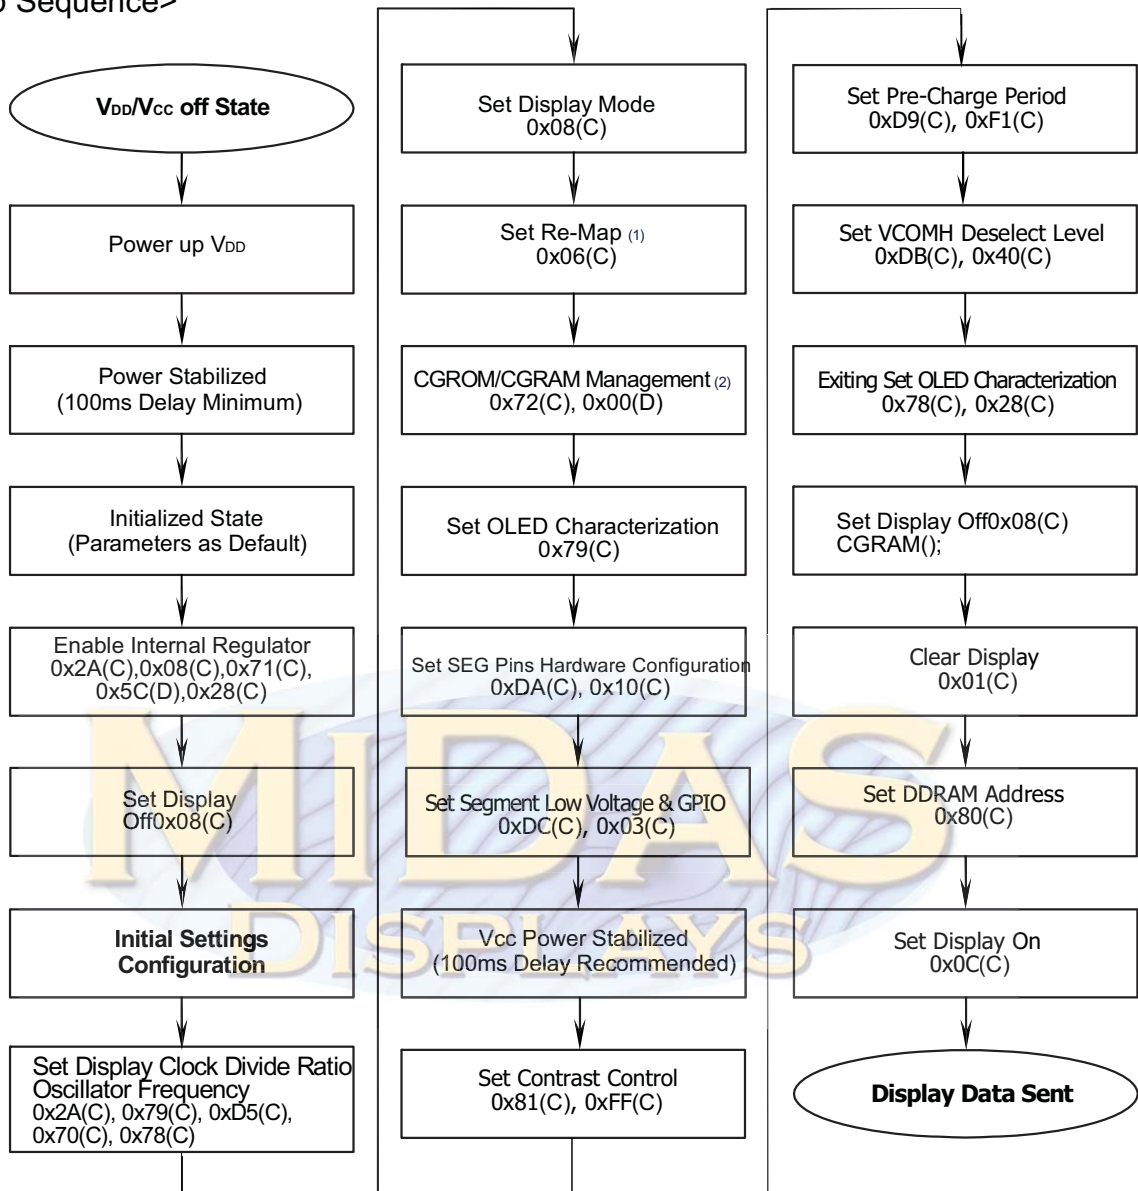 p Sequence>
VDD/VCC off State
Power up VDD
Power Stabilized
(100ms Delay Minimum)
Initialized State
(Parameters as Default)
Enable Internal Regulator
0x2A(C),0x08(C),0x71(C),
0x5C(D),0x28(C)
Set Display
Off0x08(C)
Initial Settings
Configuration
Set Display Clock Divide Ratio
Oscillator Frequency
0x2A(C), 0x79(C), 0xD5(C),
0x70(C), 0x78(C)
Set Display Mode
0x08(C)
Set Re-Map (1)
0x06(C)
CGROM/CGRAM Management (2)
0x72(C), 0x00(D)
Set OLED Characterization
0x79(C)
Set SEG Pins Hardware Configuration
0xDA(C), 0x10(C)
Set Segment Low Voltage & GPIO
0xDC(C), 0x03(C)
Vcc Power Stabilized
(100ms Delay Recommended)
Set Contrast Control
0x81(C), 0xFF(C)
Set Pre-Charge Period
0xD9(C), 0xF1(C)
Set VCOMH Deselect Level
0xDB(C), 0x40(C)
Exiting Set OLED Characterization
0x78(C), 0x28(C)
Set Display Off0x08(C)
CGRAM();
Clear Display
0x01(C)
Set DDRAM Address
0x80(C)
Set Display On
0x0C(C)
Display Data Sent
MIDAS
DISPLAYS